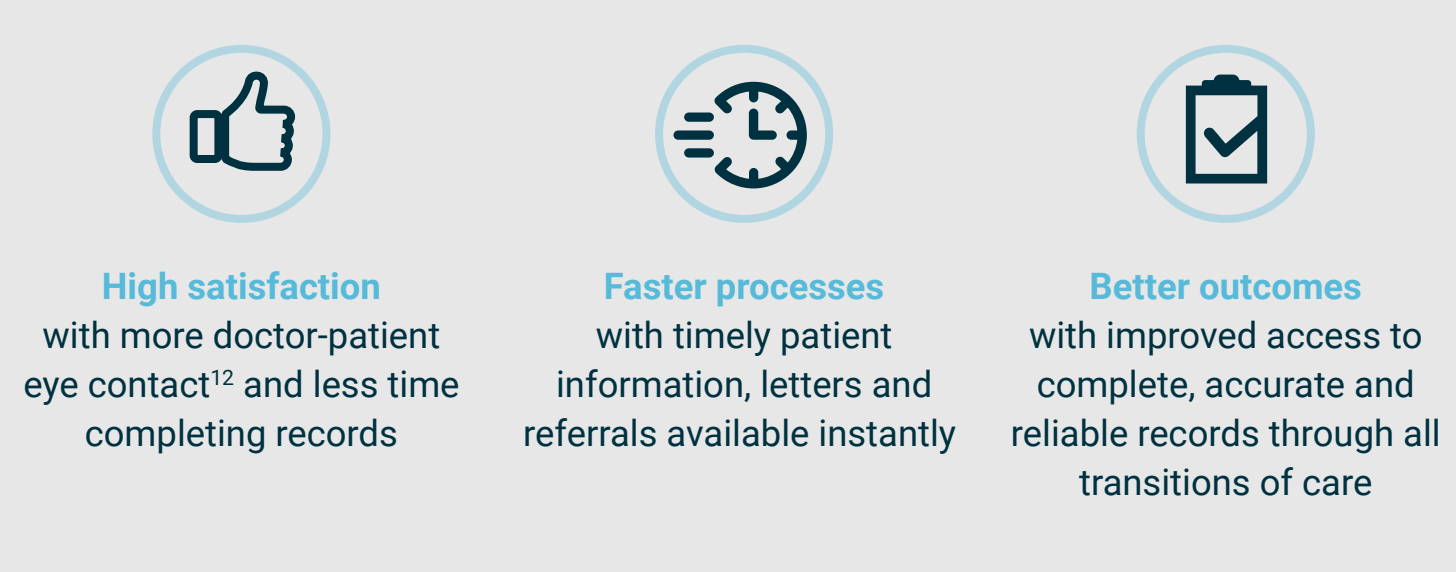 High satisfaction
with more doctor-patient
eye contact12 and less time
completing records
Faster processes
with timely patient
information, letters and
referrals available instantly
Better outcomes
with improved access to
complete, accurate and
reliable records through all
transitions of care